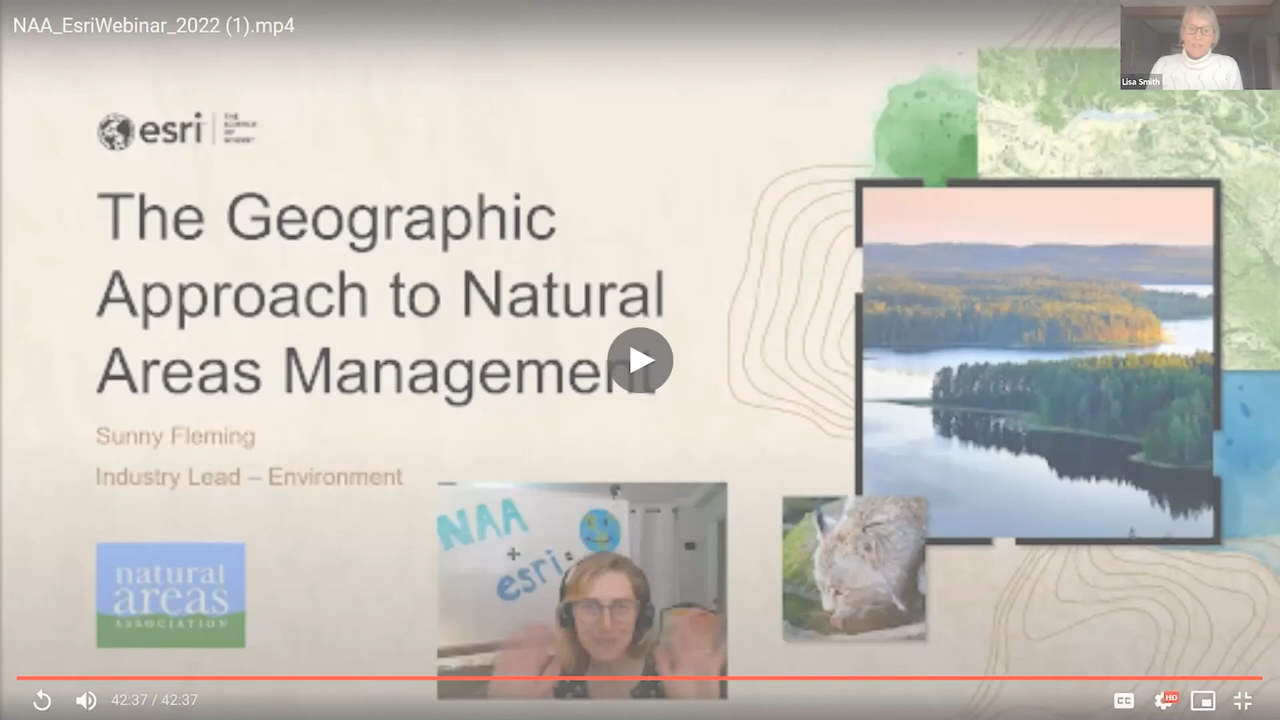 NAA_EsriWebinar_2022 (1).mp4
Lisa Smith
esri
THE
SCIENCE
OF
WHERE
The Geographic
Approach to Natural
Areas Management
Sunny Fleming
Industry Lead – Environment
NAA
+
esri:
natural
areas
ASSOCIATION
42:37 / 42:37
CC
HD